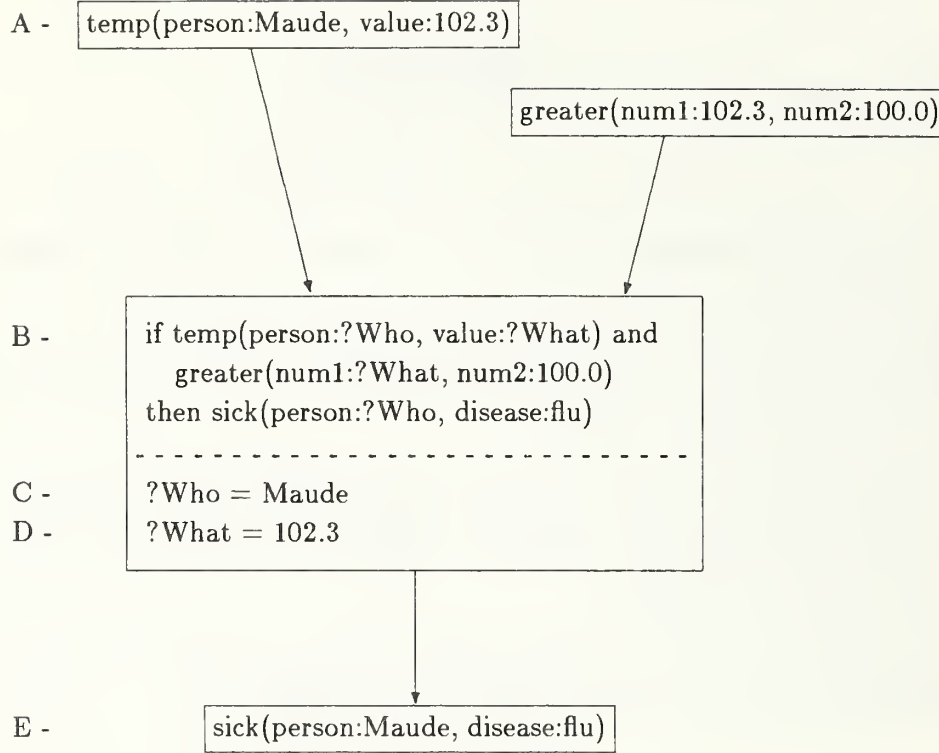 A - temp(person:Maude, value:102.3)
greater(num1:102.3, num2:100.0)
B - if temp(person:?Who, value:?What) and
greater(num1:?What, num2:100.0)
then sick(person:?Who, disease:flu)
C - ?Who = Maude
D - ?What = 102.3
E - sick(person:Maude, disease:flu)